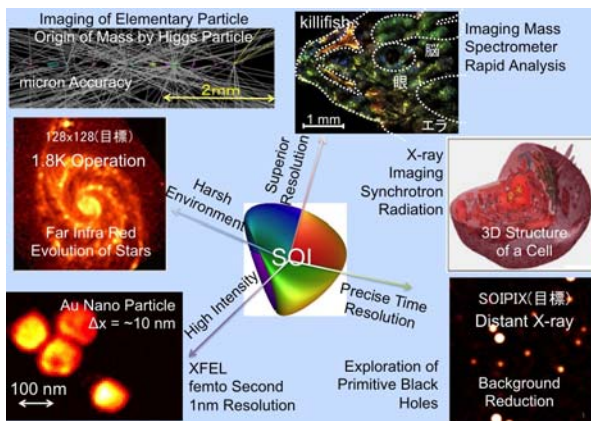 Imaging of Elementary Particle
Origin of Mass by Higgs Particle
micron Accuracy
2mm
killifish
脳
眼
エラ
1 mm
Imaging Mass
Spectrometer
Rapid Analysis
128x128(目標)
1.8K Operation
Far Infra Red
Evolution of Stars
Harsh
Environment
Superior
Resolution
X-ray
Imaging
Synchrotron
Radiation
3D Structure
of a Cell
SOI
High Intensity
Precise Time
Resolution
Au Nano Particle
Δx = ~10 nm
100 nm
XFEL
femto Second
1nm Resolution
Exploration of
Primitive Black
Holes
SOIPIX(目標)
Distant X-ray
Background
Reduction